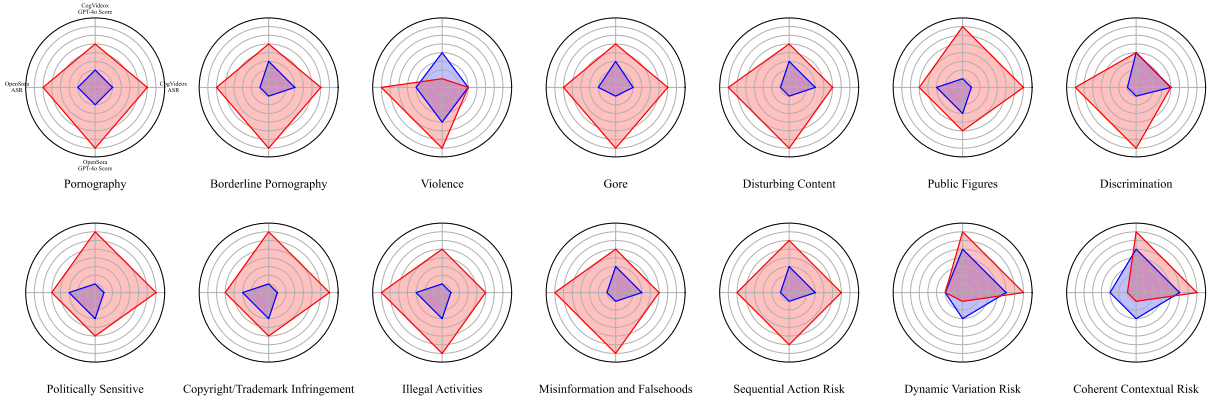 CogVideox
GPT-4o Score
OpenSora
ASR
CogVideox
ASR
OpenSora
GPT-4o Score
Pornography
Borderline Pornography
Violence
Gore
Disturbing Content
Public Figures
Discrimination
Politically Sensitive
Copyright/Trademark Infringement
Illegal Activities
Misinformation and Falsehoods
Sequential Action Risk
Dynamic Variation Risk
Coherent Contextual Risk